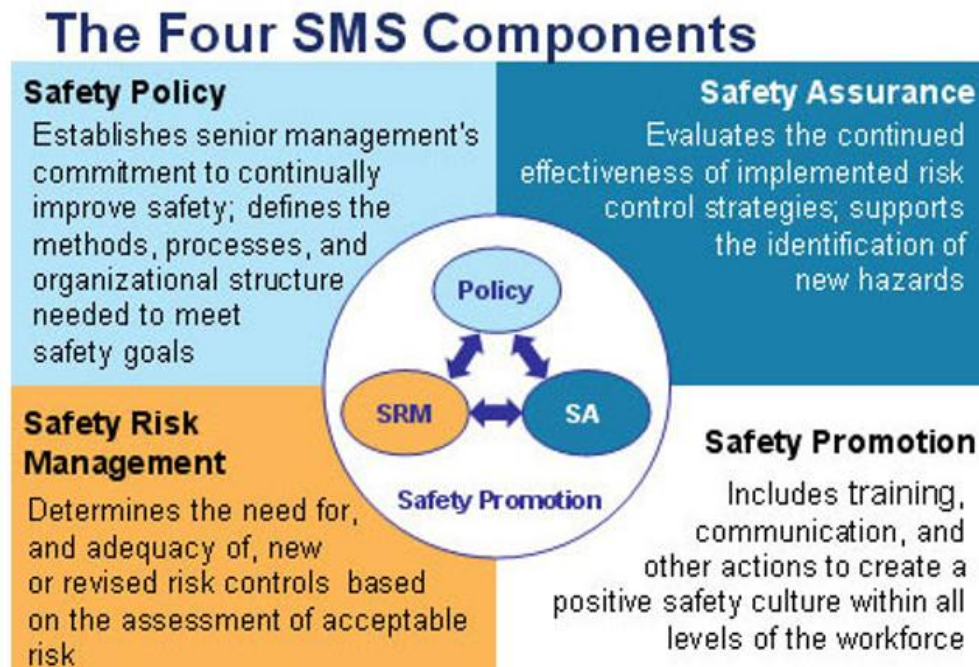 The Four SMS Components
Safety Policy
Establishes senior management's
commitment to continually
improve safety; defines the
methods, processes, and
organizational structure
needed to meet
safety goals
Safety Assurance
Evaluates the continued
effectiveness of implemented risk
control strategies; supports
the identification of
new hazards
Policy
SRM
SA
Safety Promotion
Safety Risk
Management
Determines the need for,
and adequacy of, new
or revised risk controls based
on the assessment of acceptable
risk
Safety Promotion
Includes training,
communication, and
other actions to create a
positive safety culture within all
levels of the workforce